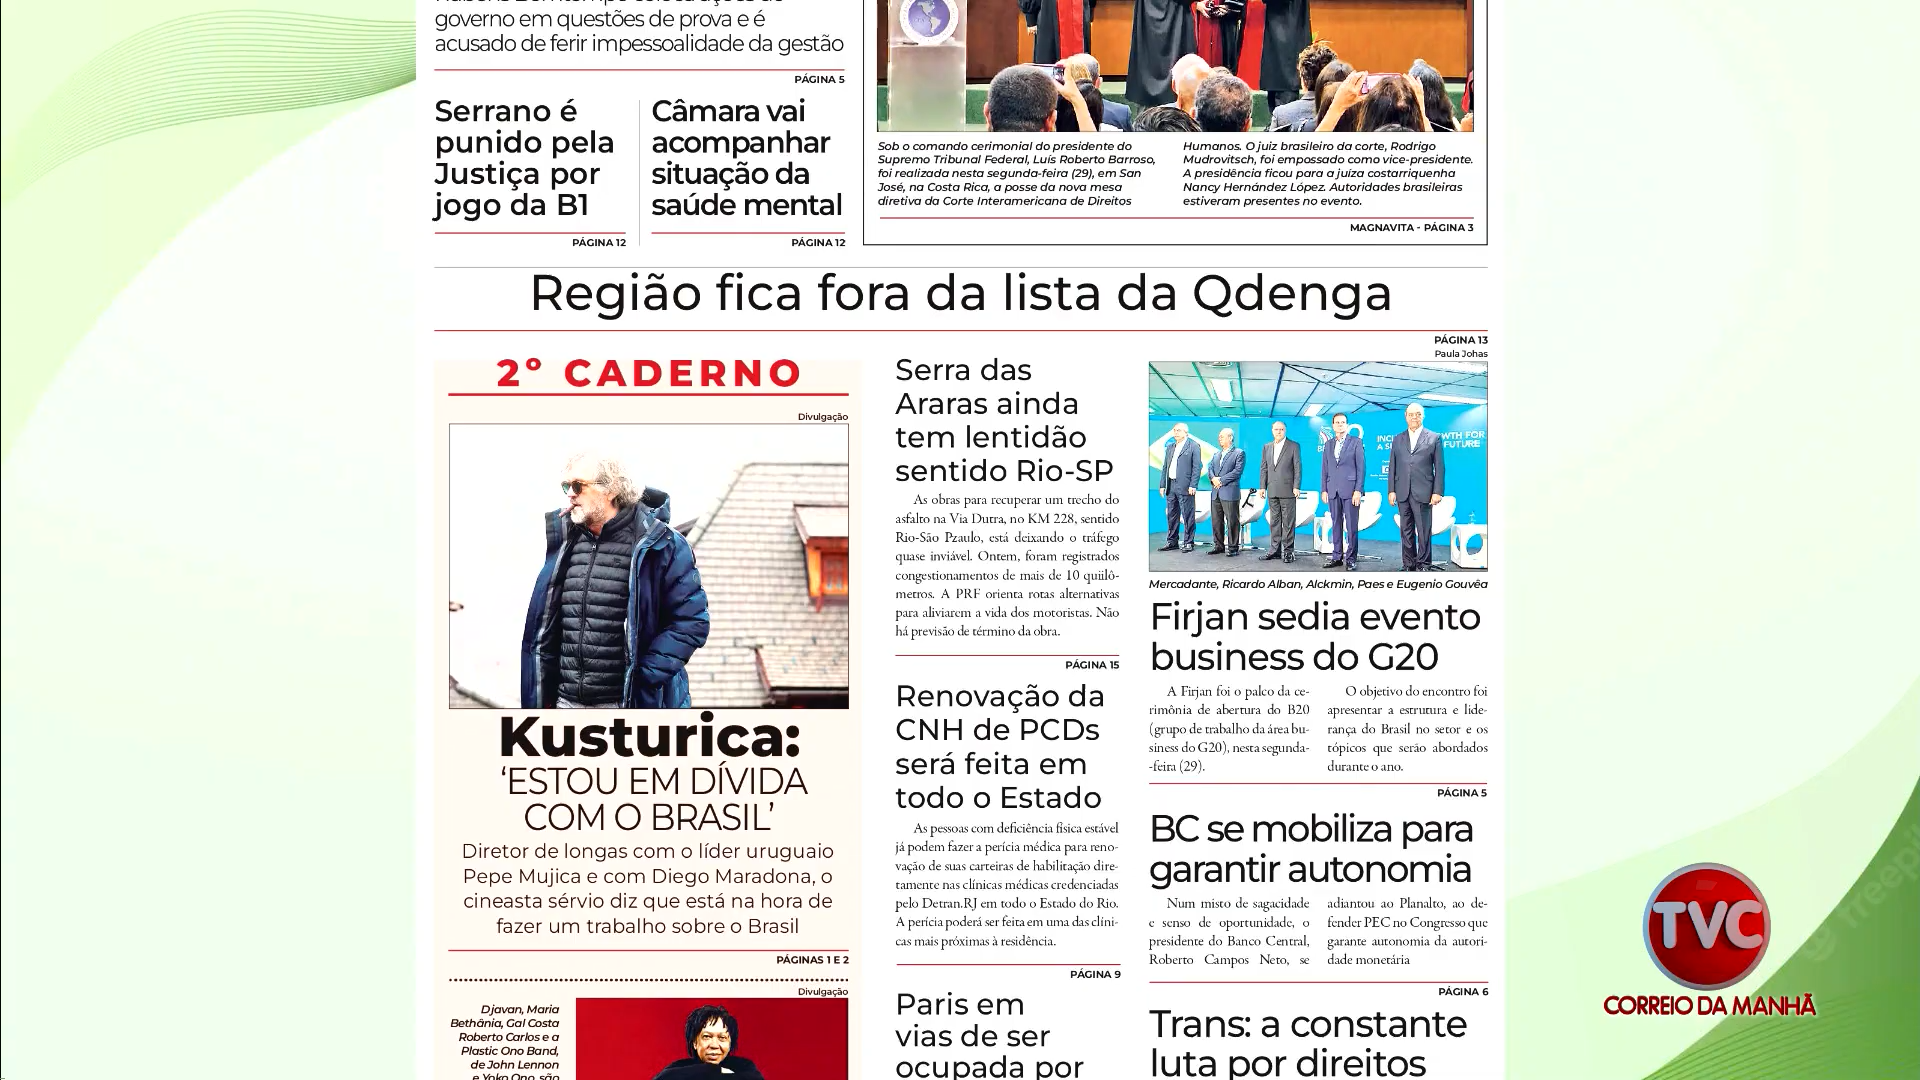 governo em questões de prova e é
acusado de ferir impessoalidade da gestão
PÁGINA 5
Serrano é
punido pela
Justiça por
jogo da B1
PÁGINA 12
Câmara vai
acompanhar
situação da
saúde mental
PÁGINA 12
Sob o comando cerimonial do presidente do
Supremo Tribunal Federal, Luís Roberto Barroso,
foi realizada nesta segunda-feira (29), em San
José, na Costa Rica, a posse da nova mesa
diretiva da Corte Interamericana de Direitos
Humanos. O juiz brasileiro da corte, Rodrigo
Mudrovitsch, foi empossado como vice-presidente.
A presidência ficou para a juíza costarriquenha
Nancy Hernández López. Autoridades brasileiras
estiveram presentes no evento.
MAGNAVITA - PÁGINA 3
Região fica fora da lista da Qdenga
PÁGINA 13
2º CADERNO
Divulgação
Kusturica:
‘ESTOU EM DÍVIDA
COM O BRASIL’
Diretor de longas com o líder uruguaio
Pepe Mujica e com Diego Maradona, o
cineasta sérvio diz que está na hora de
fazer um trabalho sobre o Brasil
PÁGINAS 1 E 2
Divulgação
Djavan, Maria
Bethânia, Gal Costa
Roberto Carlos e a
Plastic Ono Band,
de John Lennon
e Yoko Ono, são
Serra das
Araras ainda
tem lentidão
sentido Rio-SP
As obras para recuperar um trecho do
asfalto na Via Dutra, no KM 228, sentido
Rio-São Pzaulo, está deixando o tráfego
quase inviável. Ontem, foram registrados
congestionamentos de mais de 10 quiilô-
metros. A PRF orienta rotas alternativas
para aliviarem a vida dos motoristas. Não
há previsão de término da obra.
PÁGINA 15
Renovação da
CNH de PCDs
será feita em
todo o Estado
As pessoas com deficiência física estável
já podem fazer a perícia médica para reno-
vação de suas carteiras de habilitação dire-
tamente nas clínicas médicas credenciadas
pelo Detran.RJ em todo o Estado do Rio.
A perícia poderá ser feita em uma das clíni-
cas mais próximas à residência.
PÁGINA 9
Paris em
vias de ser
ocupada por
Paula Johas
Mercadante, Ricardo Alban, Alckmin, Paes e Eugenio Gouvêa
Firjan sedia evento
business do G20
A Firjan foi o palco da ce-
rimônia de abertura do B20
(grupo de trabalho da área bu-
siness do G20), nesta segunda-
-feira (29).
O objetivo do encontro foi
apresentar a estrutura e lide-
rança do Brasil no setor e os
tópicos que serão abordados
durante o ano.
PÁGINA 5
BC se mobiliza para
garantir autonomia
Num misto de sagacidade
e senso de oportunidade, o
presidente do Banco Central,
Roberto Campos Neto, se
adiantou ao Planalto, ao de-
fender PEC no Congresso que
garante autonomia da autori-
dade monetária
PÁGINA 6
Trans: a constante
luta por direitos
TVC
CORREIO DA MANHÃ